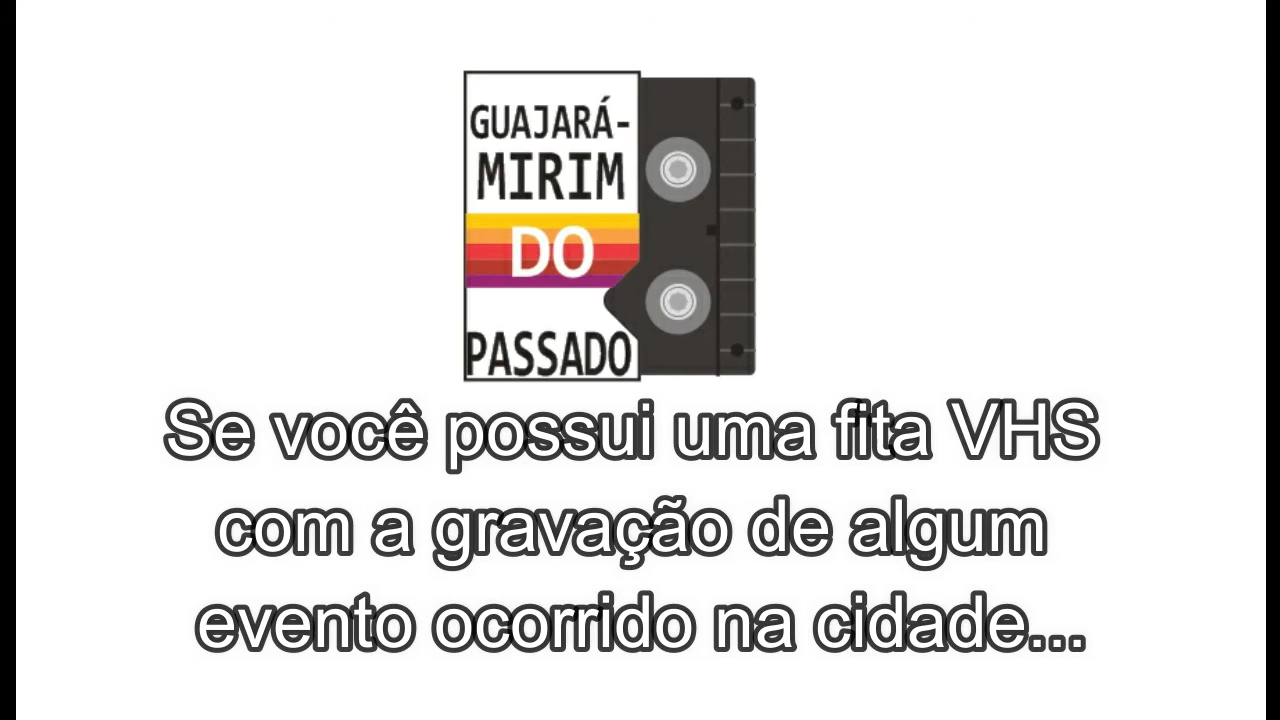 GUAJARÁ-
MIRIM
DO
PASSADO
Se você possui uma fita VHS
com a gravação de algum
evento ocorrido na cidade...